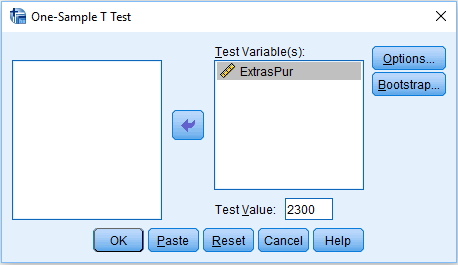 One-Sample T Test
Test Variable(s):
ExtrasPur
Options...
Bootstrap...
Test Value: 2300
OK Paste Reset Cancel Help